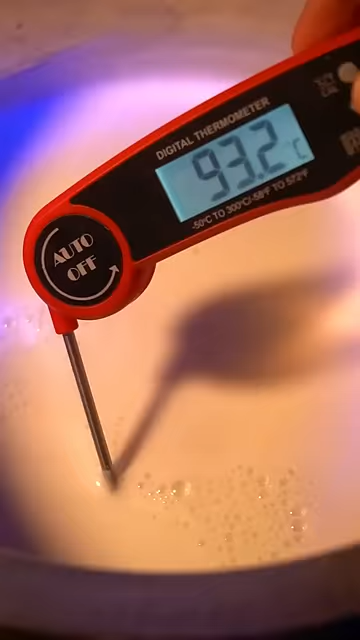 DIGITAL THERMOMETER
93.2°C
-50°C TO 300°C/-58°F TO 572°F
AUTO
OFF